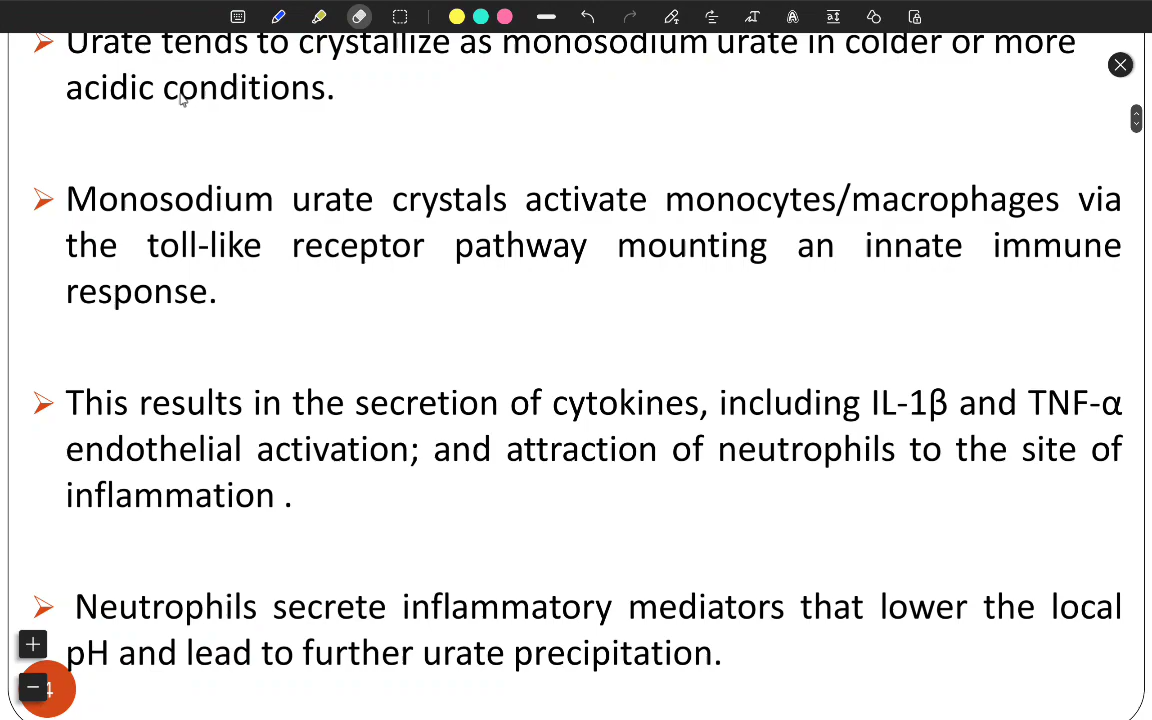 Urate tends to crystallize as monosodium urate in colder or more
acidic conditions.
Monosodium urate crystals activate monocytes/macrophages via
the toll-like receptor pathway mounting an innate immune
response.
This results in the secretion of cytokines, including IL-1β and TNF-α
endothelial activation; and attraction of neutrophils to the site of
inflammation .
Neutrophils secrete inflammatory mediators that lower the local
pH and lead to further urate precipitation.
4